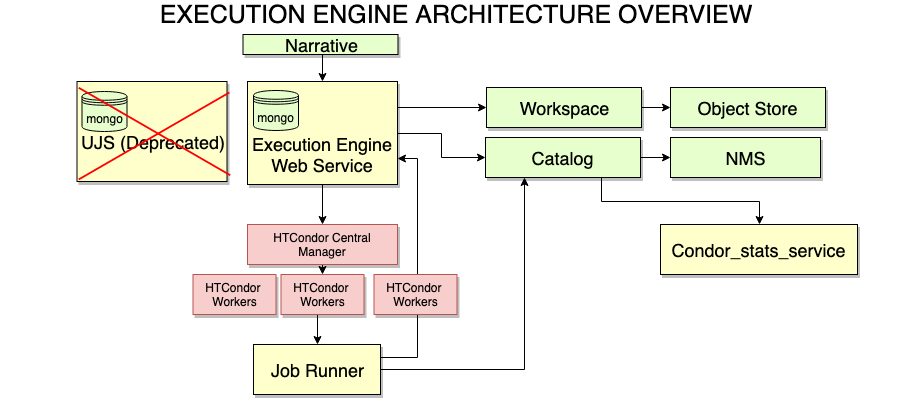 EXECUTION ENGINE ARCHITECTURE OVERVIEW
Narrative
mongo
UJS (Deprecated)
mongo
Execution Engine
Web Service
Workspace
Object Store
Catalog
NMS
HTCondor Central
Manager
Condor_stats_service
HTCondor
Workers
HTCondor
Workers
HTCondor
Workers
Job Runner